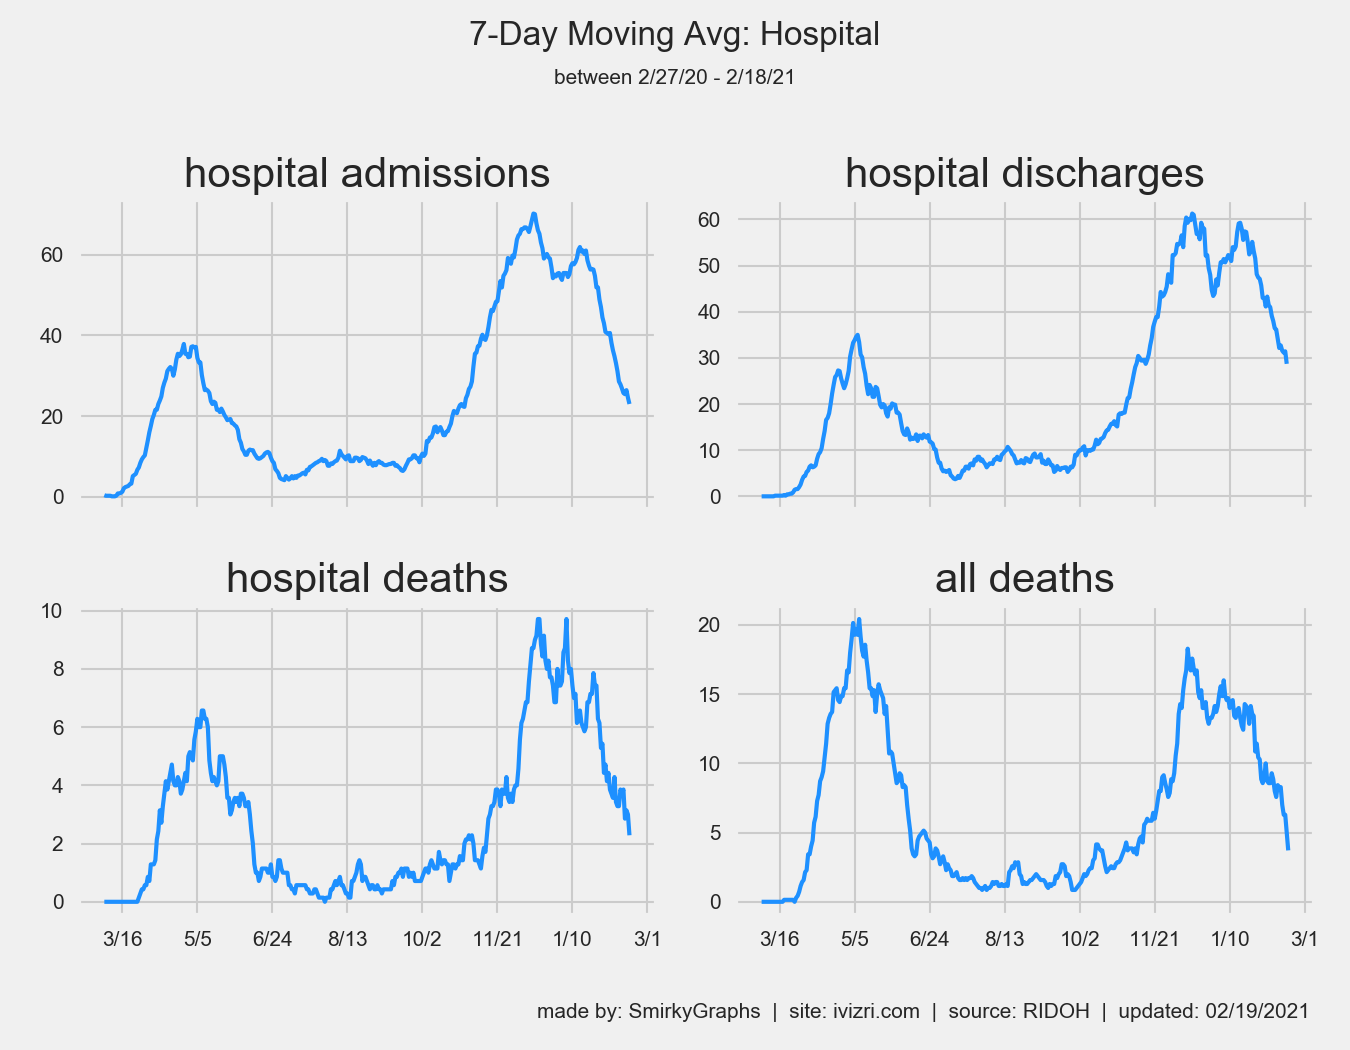 7-Day Moving Avg: Hospital
between 2/27/20 - 2/18/21
hospital admissions
60
40
20
0
hospital discharges
60
50
40
30
20
10
0
hospital deaths
10
8
6
4
2
0
3/16 5/5 6/24 8/13 10/2 11/21 1/10 3/1
all deaths
20
15
10
5
0
3/16 5/5 6/24 8/13 10/2 11/21 1/10 3/1
made by: SmirkyGraphs | site: ivizri.com | source: RIDOH | updated: 02/19/2021